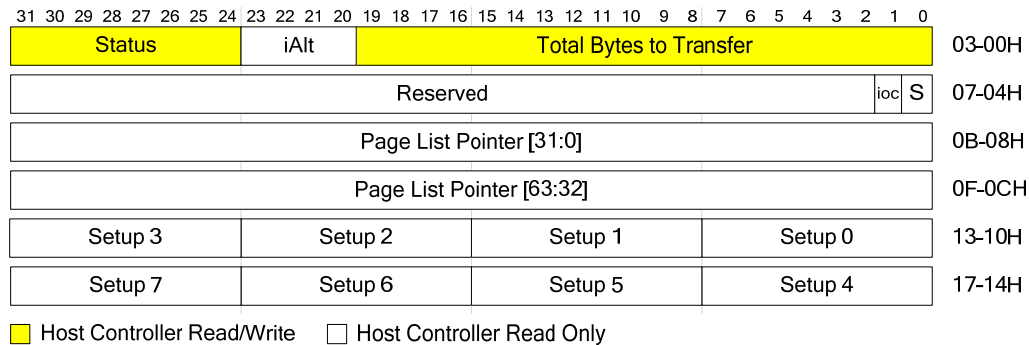 31 30 29 28 27 26 25 24 23 22 21 20 19 18 17 16 15 14 13 12 11 10 9 8 7 6 5 4 3 2 1 0
Status iAlt Total Bytes to Transfer 03-00H
Reserved ioc S 07-04H
Page List Pointer [31:0] 0B-08H
Page List Pointer [63:32] 0F-0CH
Setup 3 Setup 2 Setup 1 Setup 0 13-10H
Setup 7 Setup 6 Setup 5 Setup 4 17-14H
Host Controller Read/Write Host Controller Read Only